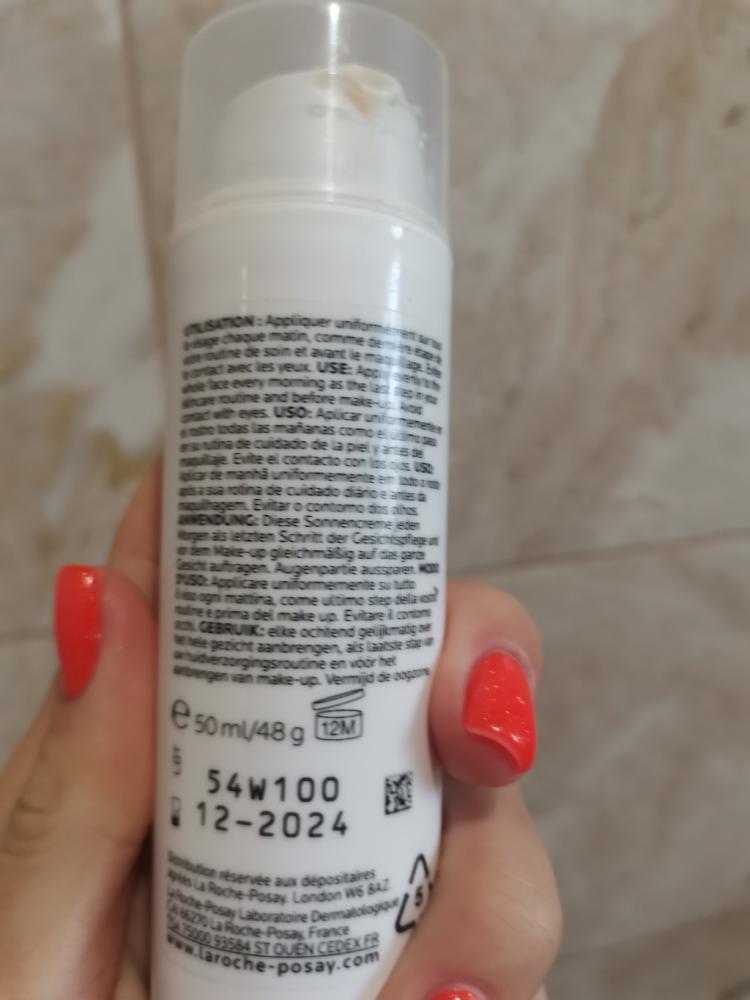 UTILISATION : Appliquer uniformément sur tout
le visage chaque matin, comme dernière étape de
votre routine de soin et avant le maquillage. Eviter
le contact avec les yeux. USE: Apply evenly to the
whole face every morning as the last step in your
skincare routine and before make-up. Avoid
contact with eyes. USO: Aplicar uniformemente en
el rostro todas las mañanas como el último paso
en su rutina de cuidado de la piel y antes del
maquillaje. Evite el contacto con los ojos. USO:
Aplicar de manhã uniformemente em todo o rosto
após a sua rotina de cuidado diário e antes da
maquilhagem. Evitar o contorno dos olhos.
ANWENDUNG: Diese Sonnencreme jeden
Morgen als letzten Schritt der Gesichtspflege und
vor dem Make-up gleichmäßig auf das ganze
Gesicht auftragen. Augenpartie aussparen. MODO
D'USO: Applicare uniformemente su tutto
il viso ogni mattina, come ultimo step della vostra
routine e prima del make up. Evitare il contorno
occhi. GEBRUIK: elke ochtend gelijkmatig over
het hele gezicht aanbrengen, als laatste stap van
uw huidverzorgingsroutine en vóór het
aanbrengen van make-up. Vermijd de oogzone.
e 50 ml/48 g 12M
54W100
12-2024
Distribution réservée aux dépositaires
agréés La Roche-Posay. London W6 8AZ.
La Roche-Posay Laboratoire Dermatologique
CA 86270 La Roche-Posay, France
75000 93584 ST OUEN CEDEX FR
www.laroche-posay.com
5